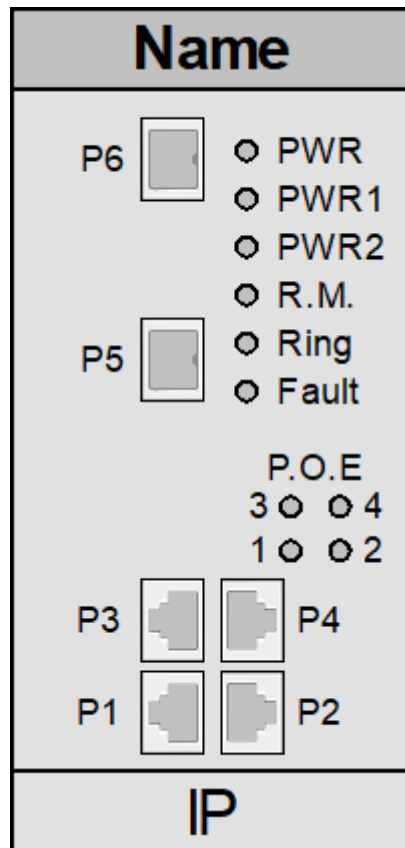 Name
P6
PWR
PWR1
PWR2
R.M.
P5
Ring
Fault
P.O.E
3 4
1 2
P3 P4
P1 P2
IP